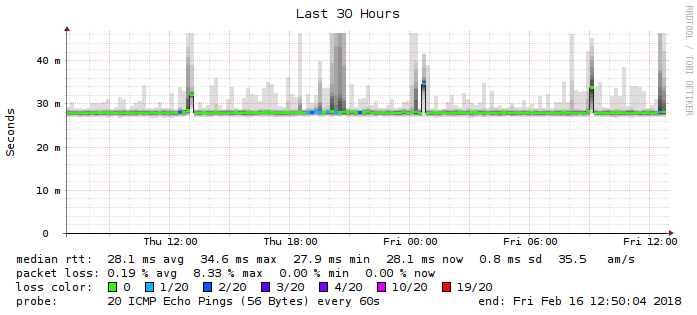 Last 30 Hours
RRDTOOL / TOBI OETIKER
Seconds
40 m
30 m
20 m
10 m
0
Thu 12:00 Thu 18:00 Fri 00:00 Fri 06:00 Fri 12:00
median rtt: 28.1 ms avg 34.6 ms max 27.9 ms min 28.1 ms now 0.8 ms sd 35.5 am/s
packet loss: 0.19 % avg 8.33 % max 0.00 % min 0.00 % now
loss color: 0 1/20 2/20 3/20 4/20 10/20 19/20
probe: 20 ICMP Echo Pings (56 Bytes) every 60s end: Fri Feb 16 12:50:04 2018